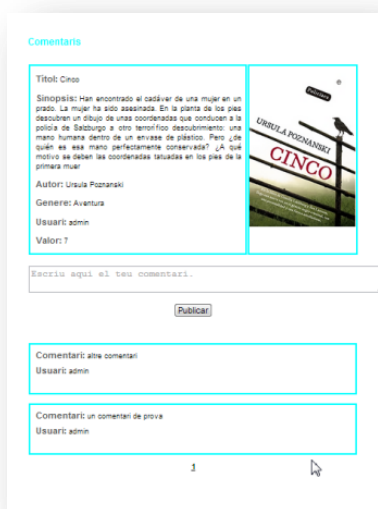 Comentaris
Títol: Cinco
Sinopsis: Han encontrado el cadáver de una mujer en un
prado. La mujer ha sido asesinada. En la planta de los pies
descubren un dibujo de unas coordenadas que conducen a la
policía de Salzburgo a otro terrorífico descubrimiento: una
mano humana dentro de un envase de plástico. Pero ¿de
quién es esa mano perfectamente conservada? ¿A qué
motivo se deben las coordenadas tatuadas en los pies de la
primera muer
Autor: Ursula Poznanski
Genere: Aventura
Usuari: admin
Valor: 7
URSULA POZNANSKI
CINCO
Escriu aqui el teu comentari.
Publicar
Comentari: altre comentari
Usuari: admin
Comentari: un comentari de prova
Usuari: admin
1